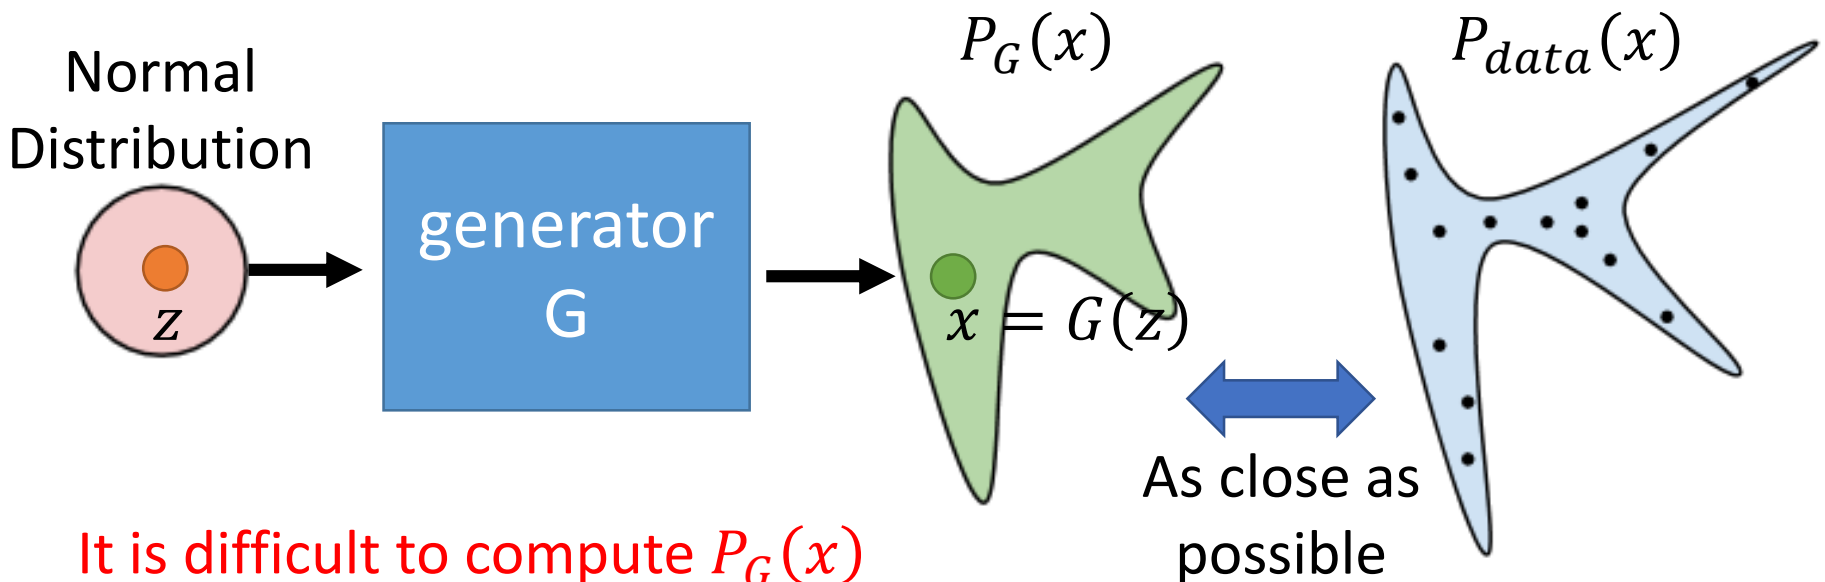 Normal
Distribution
z
generator
G
P_G(x)
x = G(z)
P_data(x)
As close as
possible
It is difficult to compute P_G(x)